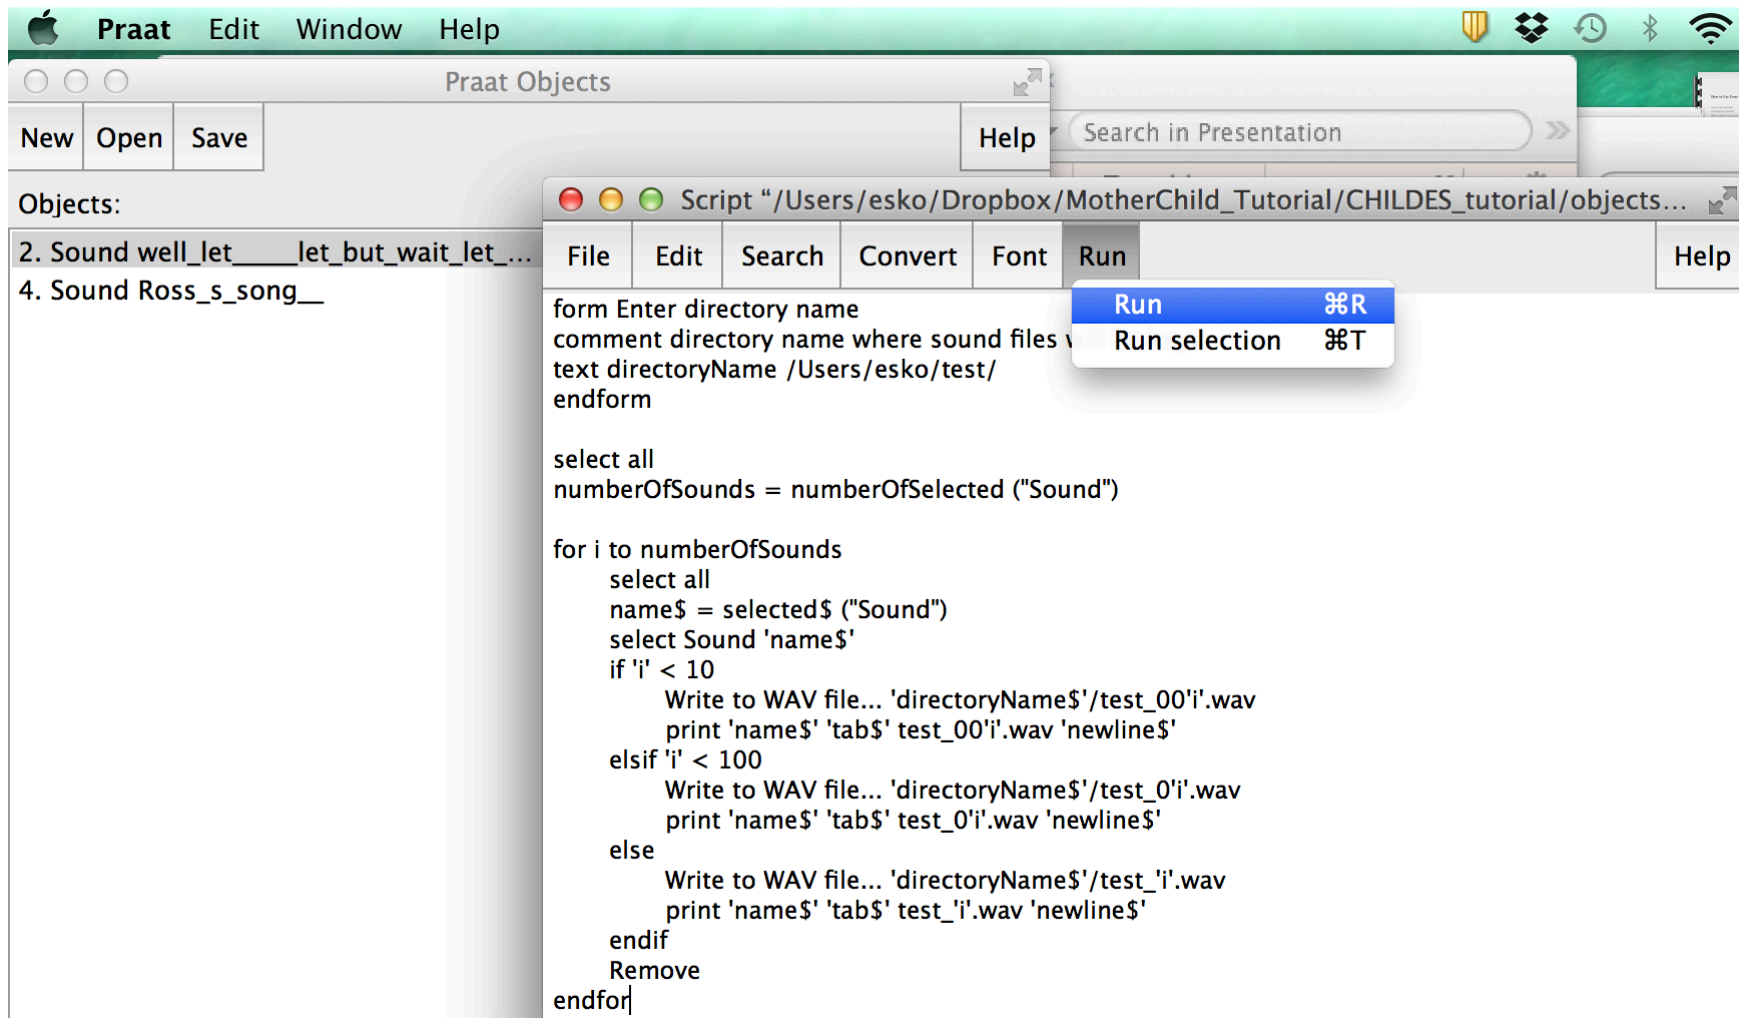 Praat Edit Window Help
Praat Objects
New Open Save Help
Search in Presentation
Objects:
2. Sound well_let_____let_but_wait_let_...
4. Sound Ross_s_song__
Script “/Users/esko/Dropbox/MotherChild_Tutorial/CHILDES_tutorial/objects...
File Edit Search Convert Font Run Help
Run ⌘R
Run selection ⌘T
form Enter directory name
comment directory name where sound files
text directoryName /Users/esko/test/
endform
select all
numberOfSounds = numberOfSelected ("Sound")
for i to numberOfSounds
select all
name$ = selected$ ("Sound")
select Sound 'name$'
if 'i' < 10
Write to WAV file... 'directoryName$'/test_00'i'.wav
print 'name$' 'tab$' test_00'i'.wav 'newline$'
elsif 'i' < 100
Write to WAV file... 'directoryName$'/test_0'i'.wav
print 'name$' 'tab$' test_0'i'.wav 'newline$'
else
Write to WAV file... 'directoryName$'/test_'i'.wav
print 'name$' 'tab$' test_'i'.wav 'newline$'
endif
Remove
endfor